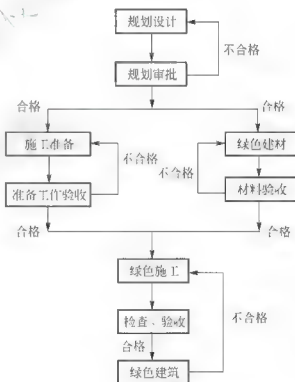 规划设计
不合格
规划审批
合格
合格
施工准备
绿色建材
不合格
不合格
准备工作验收
材料验收
合格
合格
绿色施工
检查、验收
不合格
合格
绿色建筑